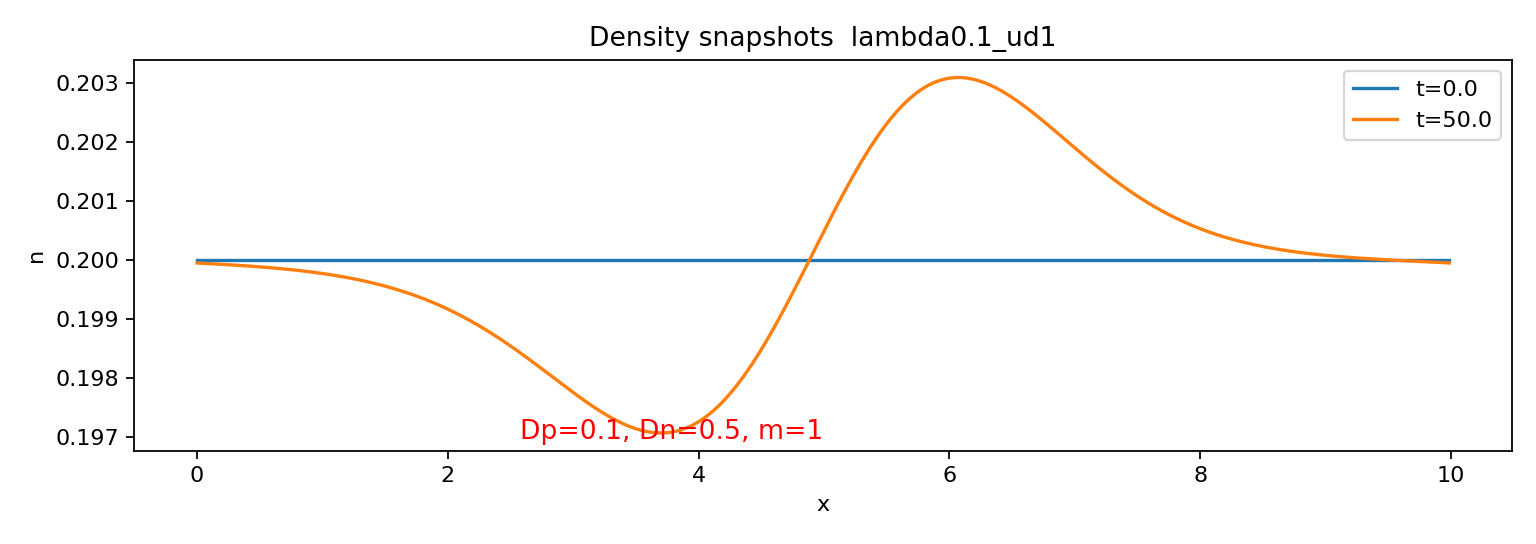 Density snapshots  lambda0.1_ud1
t=0.0
t=50.0
0.203
0.202
0.201
0.200
0.199
0.198
0.197
n
Dp=0.1, Dn=0.5, m=1
0 2 4 6 8 10
x